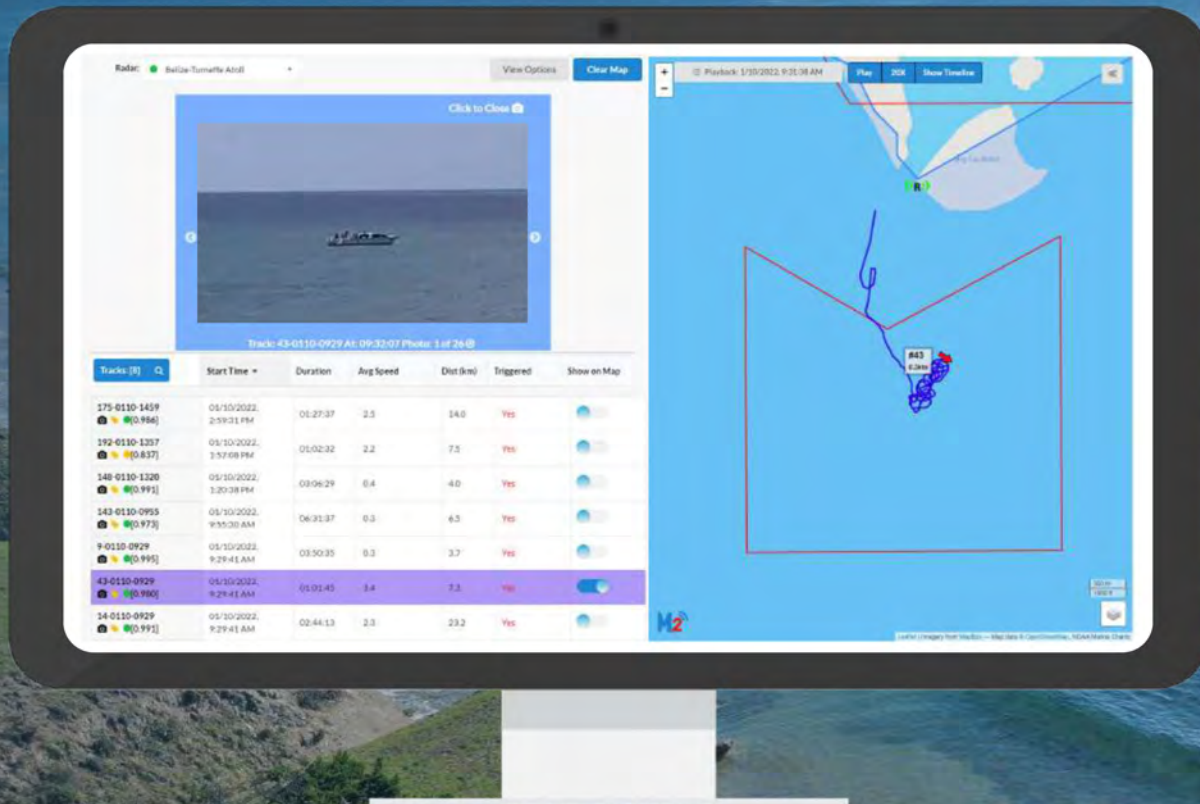 Radar: Belize-Turneffe Atoll
View Options
Clear Map
Click to Close
Track: 43-0110-0929 At: 09:32:07 Photo: 1 of 26
Tracks: [8]
Start Time
Duration
Avg Speed
Dist (km)
Triggered
Show on Map
175-0110-1459
[0.986]
01/10/2022,
2:59:31 PM
01:27:37
2.5
14.0
Yes
192-0110-1357
[0.837]
01/10/2022,
1:57:08 PM
01:02:32
2.2
7.5
Yes
148-0110-1320
[0.991]
01/10/2022,
1:20:38 PM
03:06:29
0.4
4.0
Yes
143-0110-0955
[0.973]
01/10/2022,
9:55:20 AM
06:31:37
0.3
6.5
Yes
9-0110-0929
[0.995]
01/10/2022,
9:29:41 AM
03:50:35
0.3
3.7
Yes
43-0110-0929
[0.980]
01/10/2022,
9:29:41 AM
01:01:45
3.4
7.3
Yes
14-0110-0929
[0.991]
01/10/2022,
9:29:41 AM
02:44:13
2.3
23.2
Yes
+
−
Playback: 1/10/2022, 9:31:38 AM
Play
20X
Show Timeline
R
#43
M2